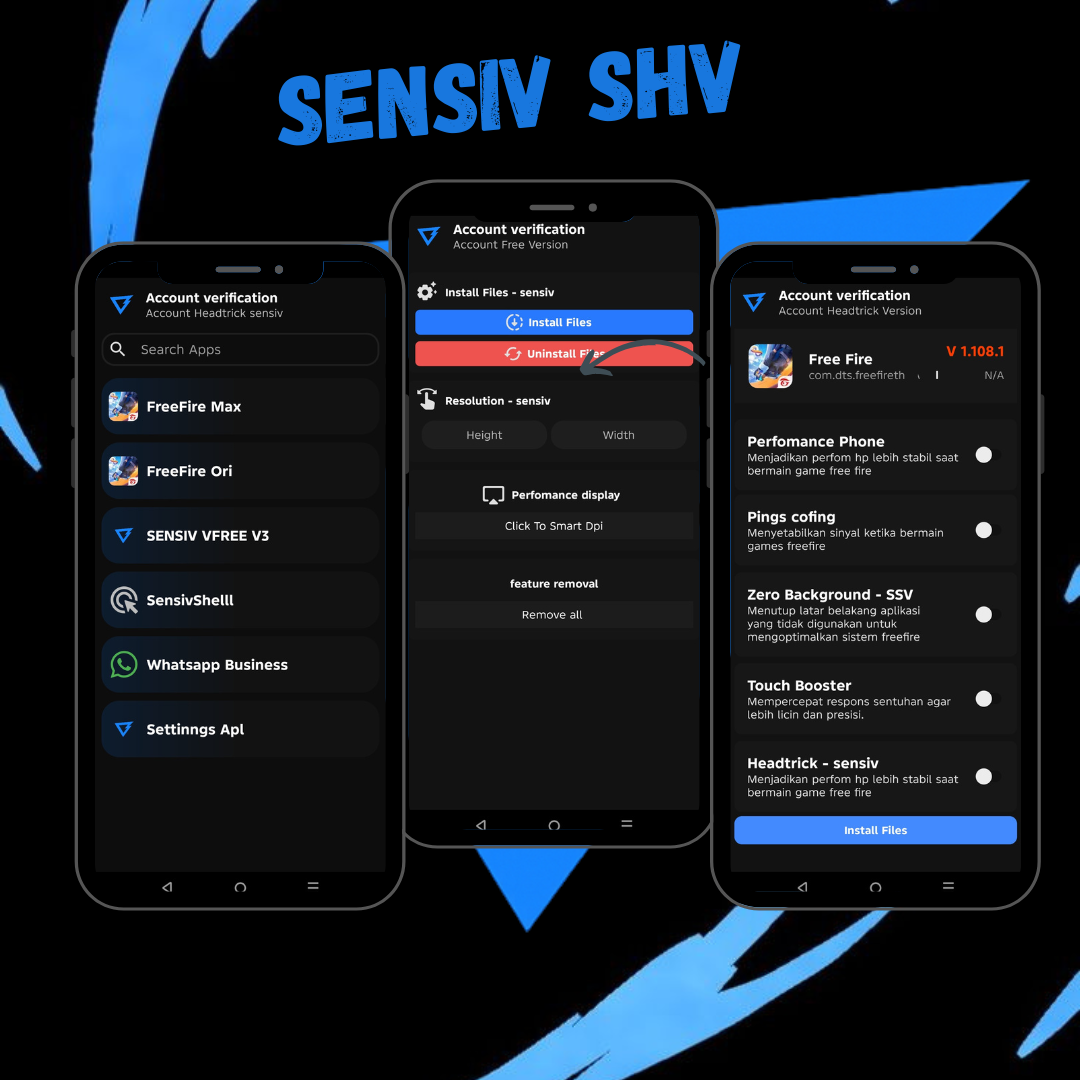 SENSIV SHV
Account verification
Account Headtrick sensiv
Search Apps
FreeFire Max
FreeFire Ori
SENSIV VFREE V3
SensivShelll
Whatsapp Business
Settinngs Apl
Account verification
Account Free Version
Install Files - sensiv
Install Files
Uninstall Files
Resolution - sensiv
Height
Width
Perfomance display
Click To Smart Dpi
feature removal
Remove all
Account verification
Account Headtrick Version
Free Fire
V 1.108.1
com.dts.freefireth
N/A
Perfomance Phone
Menjadikan perfom hp lebih stabil saat
bermain game free fire
Pings cofing
Menyetabilkan sinyal ketika bermain
games freefire
Zero Background - SSV
Menutup latar belakang aplikasi
yang tidak digunakan untuk
mengoptimalkan sistem freefire
Touch Booster
Mempercepat respons sentuhan agar
lebih licin dan presisi.
Headtrick - sensiv
Menjadikan perfom hp lebih stabil saat
bermain game free fire
Install Files